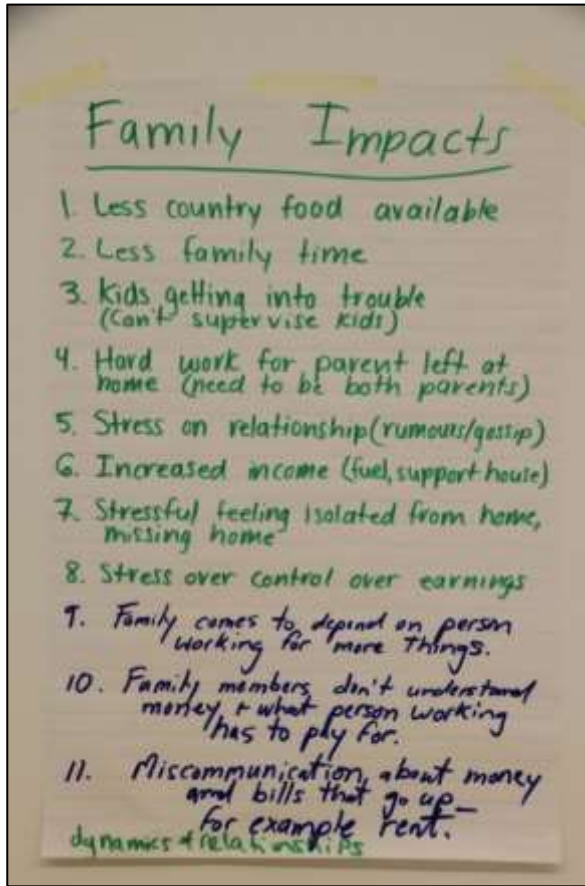 Family Impacts
1. Less country food available
2. Less family time
3. Kids getting into trouble
(Can't supervise kids)
4. Hard work for parent left at
home (need to be both parents)
5. Stress on relationship (rumours/gossip)
6. Increased income (fuel, support house)
7. Stressful feeling isolated from home,
missing home
8. Stress over control over earnings
9. Family comes to depend on person
working for more things.
10. Family members don't understand
money + what person working
has to pay for.
11. Miscommunication about money
and bills that go up_
for example rent.
dynamics + relationships